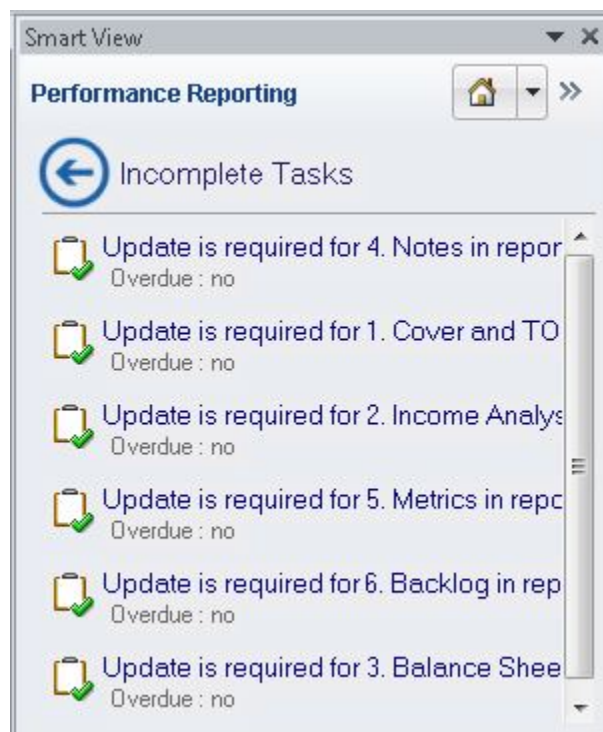 Smart View
Performance Reporting
Incomplete Tasks
Update is required for 4. Notes in repor
Overdue : no
Update is required for 1. Cover and TO
Overdue : no
Update is required for 2. Income Analys
Overdue : no
Update is required for 5. Metrics in repo
Overdue : no
Update is required for 6. Backlog in rep
Overdue : no
Update is required for 3. Balance Shee
Overdue : no